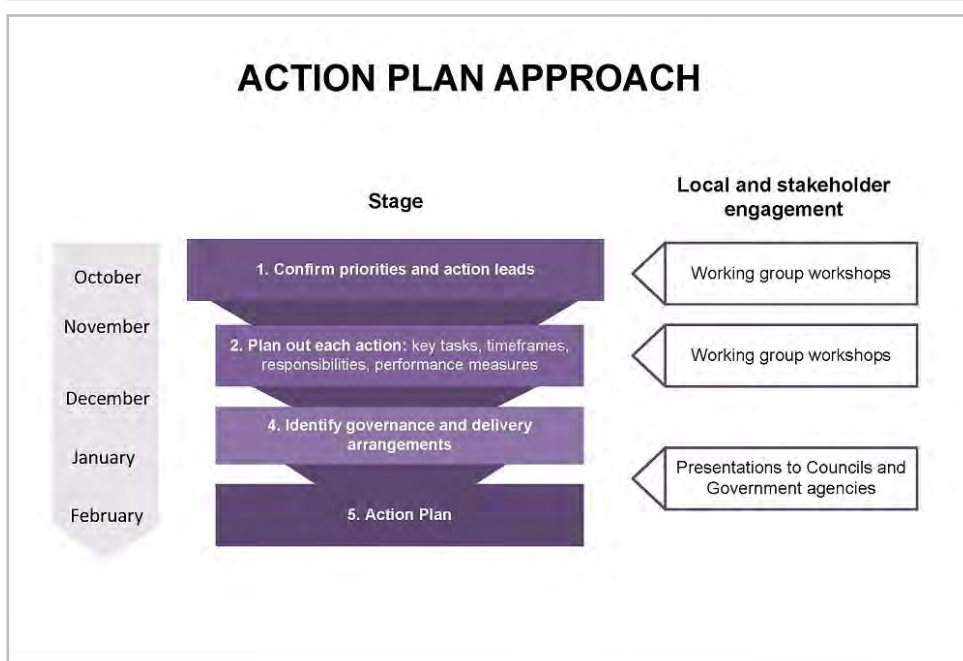 ACTION PLAN APPROACH
Stage
Local and stakeholder
engagement
October
November
December
January
February
1. Confirm priorities and action leads
2. Plan out each action: key tasks, timeframes,
responsibilities, performance measures
4. Identify governance and delivery
arrangements
5. Action Plan
Working group workshops
Working group workshops
Presentations to Councils and
Government agencies